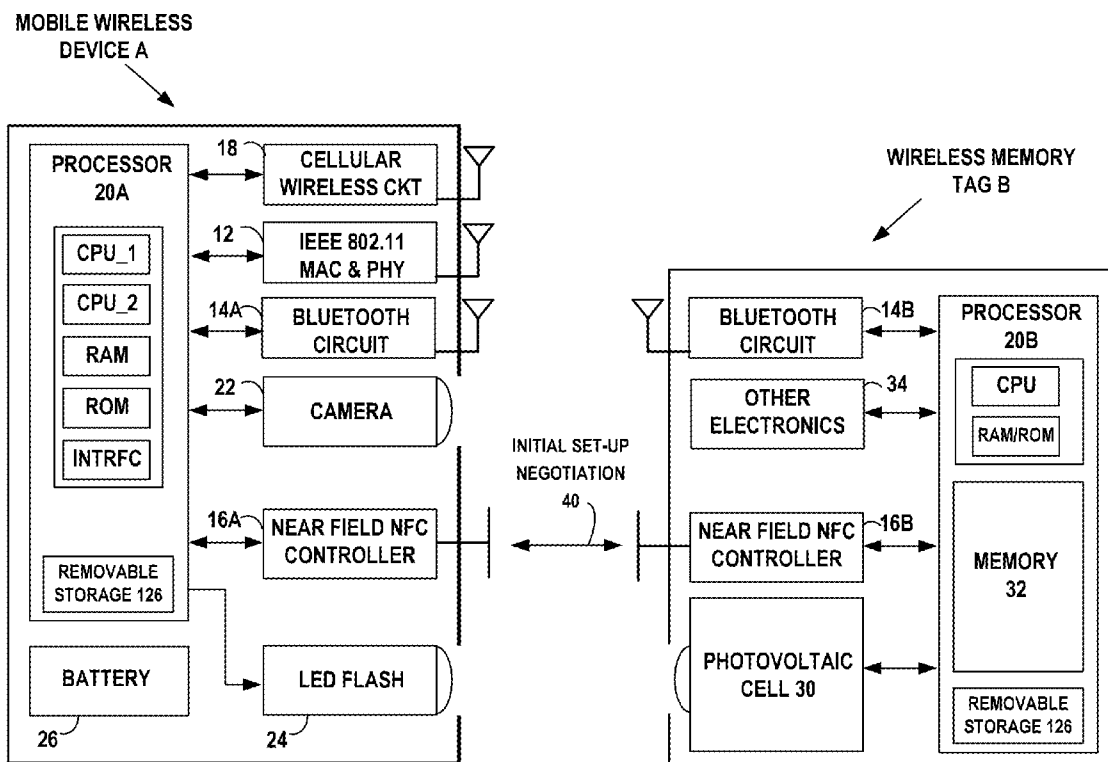 MOBILE WIRELESS
DEVICE A
PROCESSOR
20A
CPU_1
CPU_2
RAM
ROM
INTRFC
REMOVABLE
STORAGE 126
BATTERY
26
18
CELLULAR
WIRELESS CKT
12
IEEE 802.11
MAC & PHY
14A
BLUETOOTH
CIRCUIT
22
CAMERA
16A
NEAR FIELD NFC
CONTROLLER
LED FLASH
24
INITIAL SET-UP
NEGOTIATION
40
WIRELESS MEMORY
TAG B
BLUETOOTH
CIRCUIT
14B
OTHER
ELECTRONICS
34
NEAR FIELD NFC
CONTROLLER
16B
PHOTOVOLTAIC
CELL 30
PROCESSOR
20B
CPU
RAM/ROM
MEMORY
32
REMOVABLE
STORAGE 126